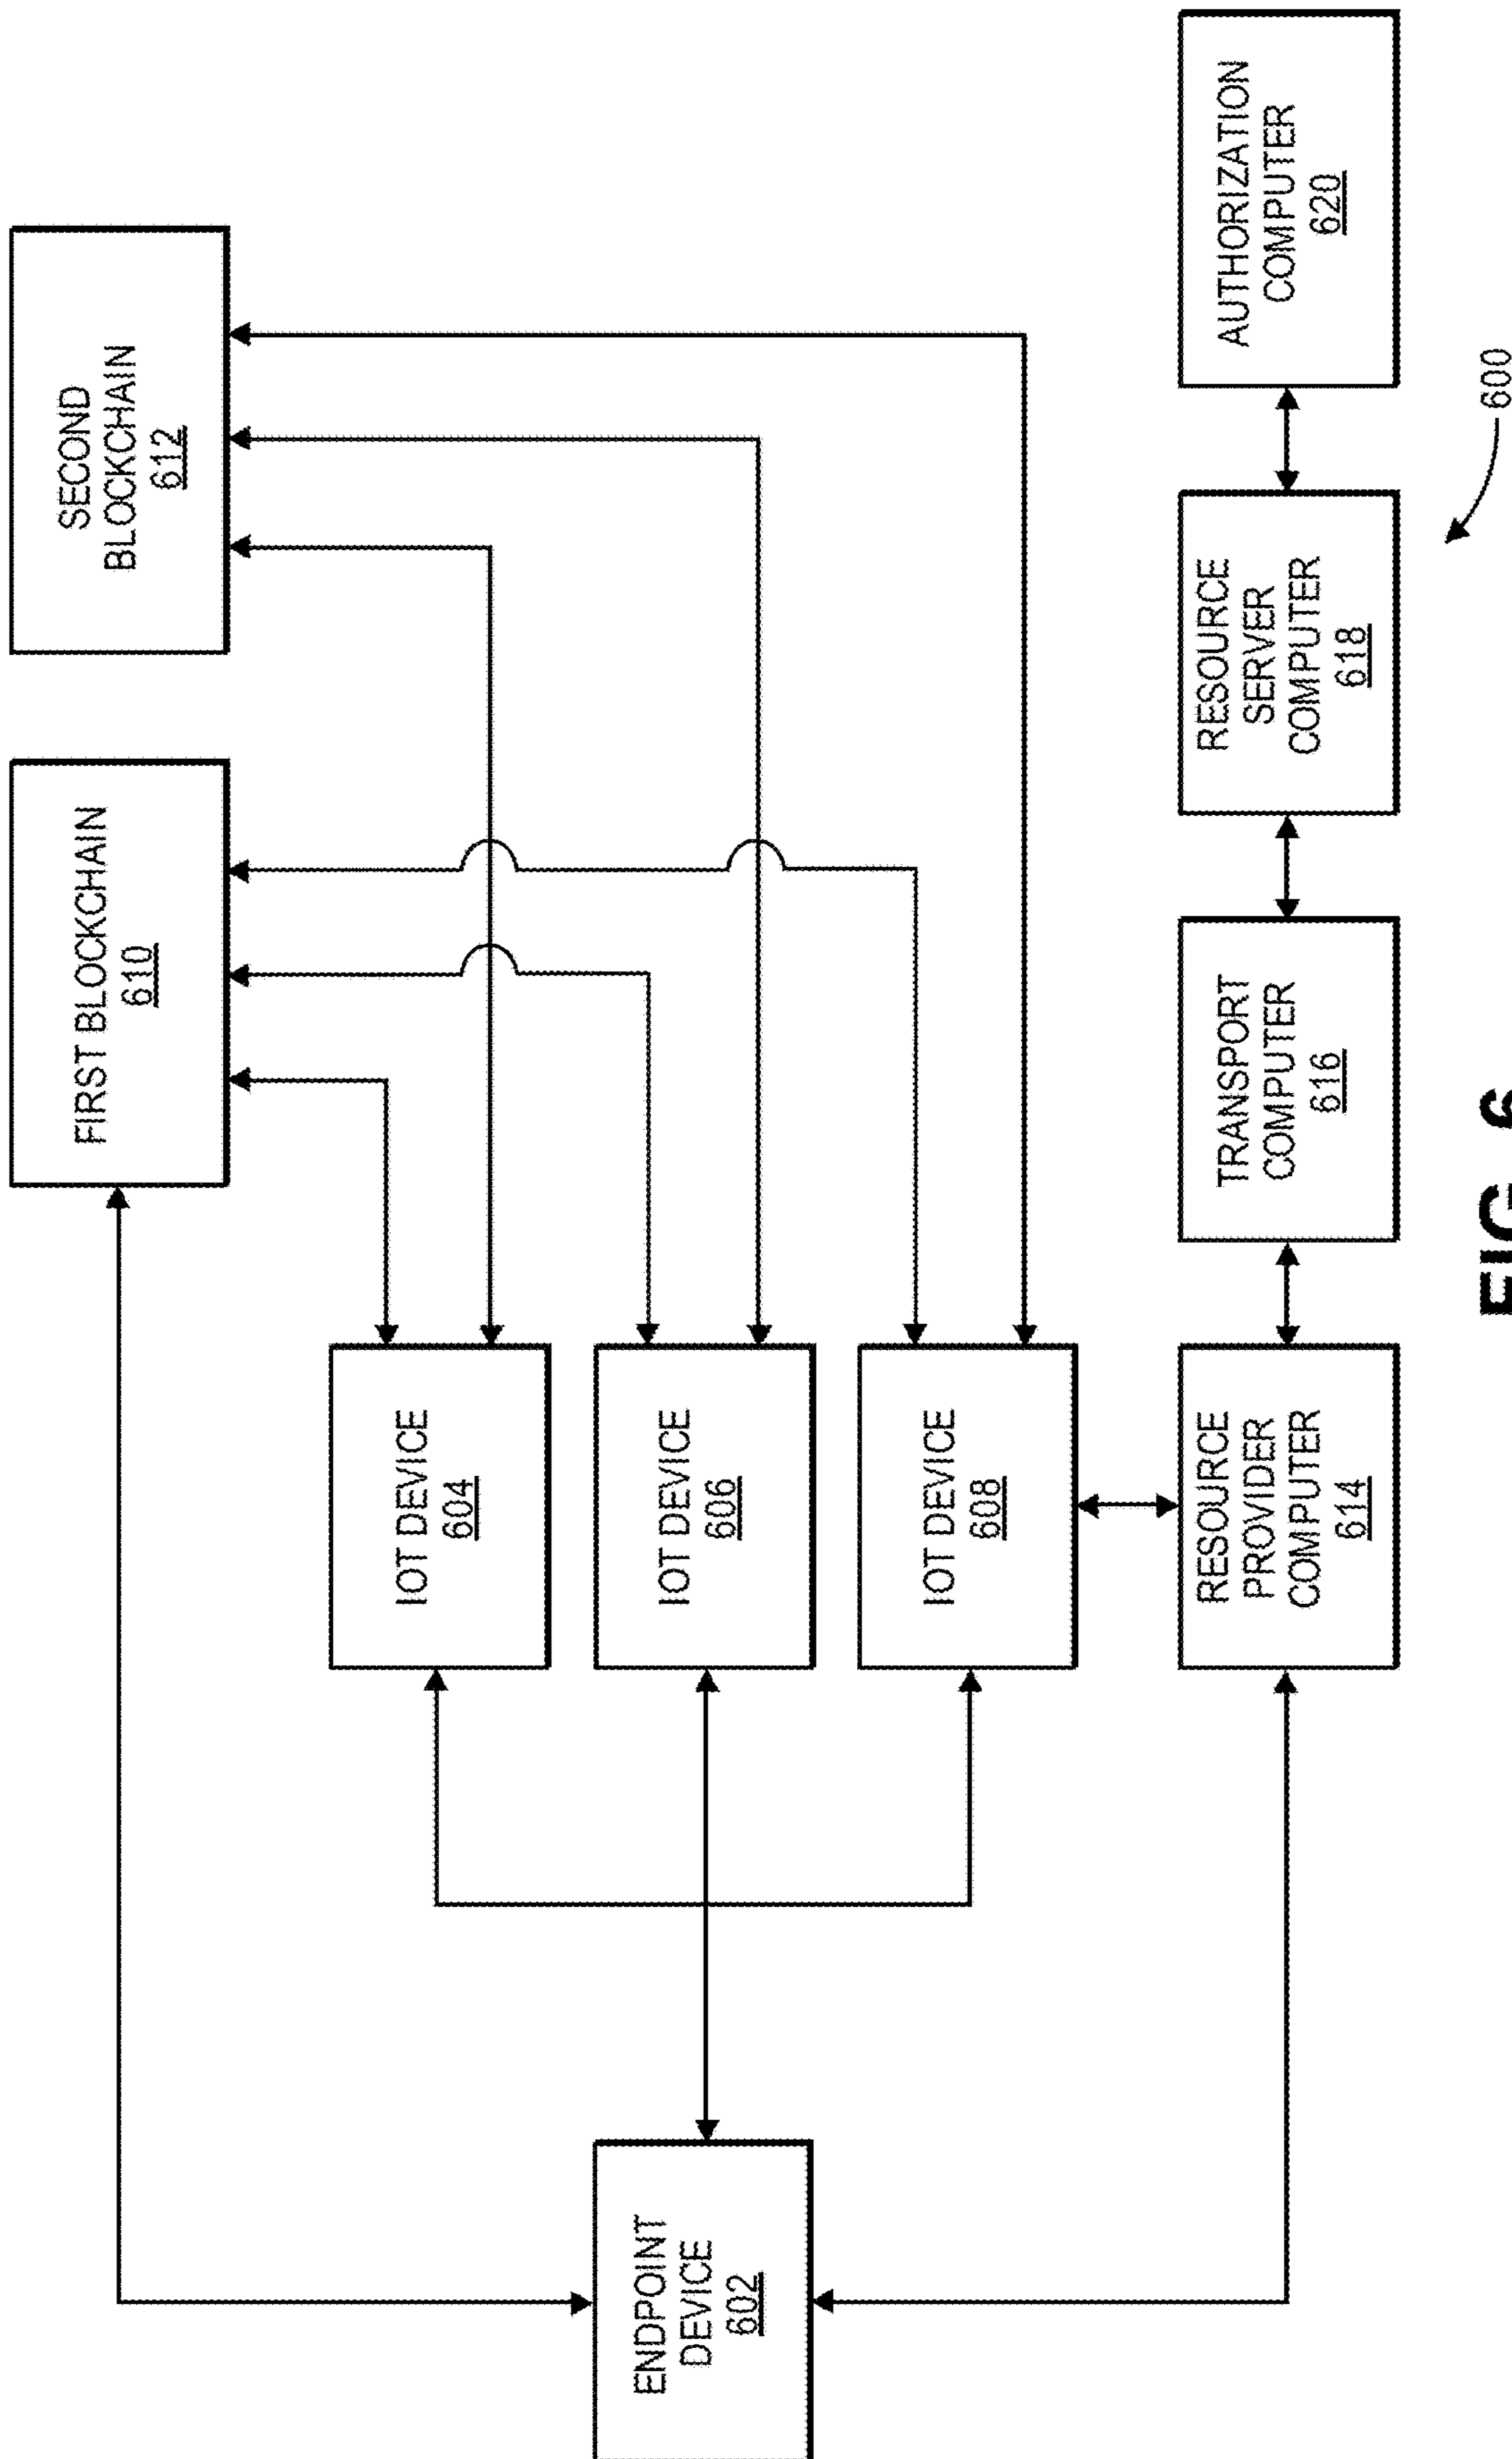 FIRST BLOCKCHAIN
610
SECOND
BLOCKCHAIN
612
IOT DEVICE
604
IOT DEVICE
606
ENDPOINT
DEVICE
602
IOT DEVICE
608
RESOURCE
PROVIDER
COMPUTER
614
TRANSPORT
COMPUTER
616
RESOURCE
SERVER
COMPUTER
618
AUTHORIZATION
COMPUTER
620
600
FIG. 6